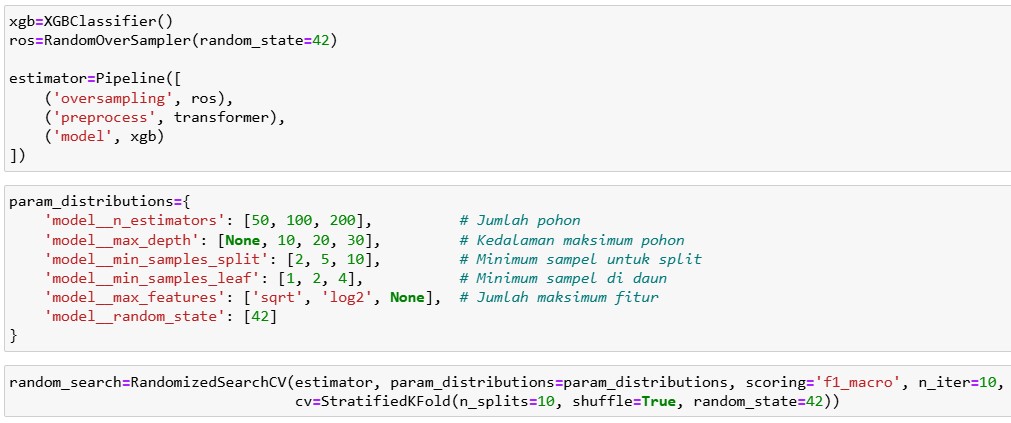 xgb=XGBClassifier()
ros=RandomOverSampler(random_state=42)
estimator=Pipeline([
    ('oversampling', ros),
    ('preprocess', transformer),
    ('model', xgb)
])
param_distributions={
    'model__n_estimators': [50, 100, 200],          # Jumlah pohon
    'model__max_depth': [None, 10, 20, 30],         # Kedalaman maksimum pohon
    'model__min_samples_split': [2, 5, 10],         # Minimum sampel untuk split
    'model__min_samples_leaf': [1, 2, 4],           # Minimum sampel di daun
    'model__max_features': ['sqrt', 'log2', None],  # Jumlah maksimum fitur
    'model__random_state': [42]
}
random_search=RandomizedSearchCV(estimator, param_distributions=param_distributions, scoring='f1_macro', n_iter=10,
                                 cv=StratifiedKFold(n_splits=10, shuffle=True, random_state=42))